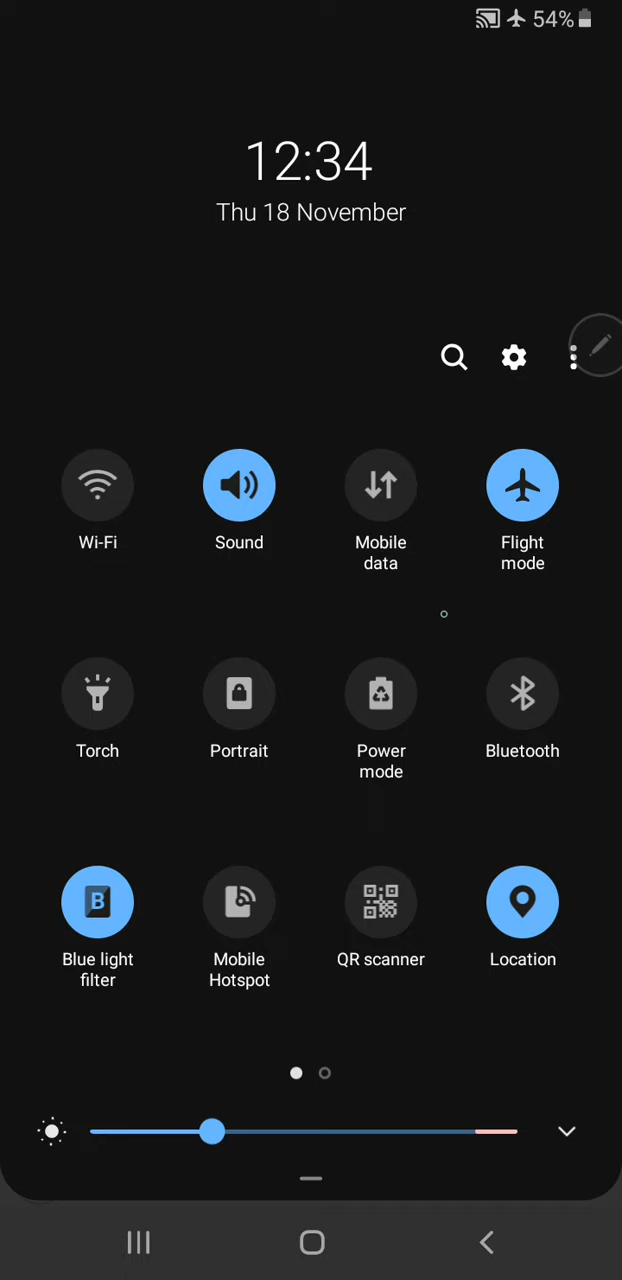 54%
12:34
Thu 18 November
Wi-Fi
Sound
Mobile
data
Flight
mode
Torch
Portrait
Power
mode
Bluetooth
B
Blue light
filter
Mobile
Hotspot
QR scanner
Location